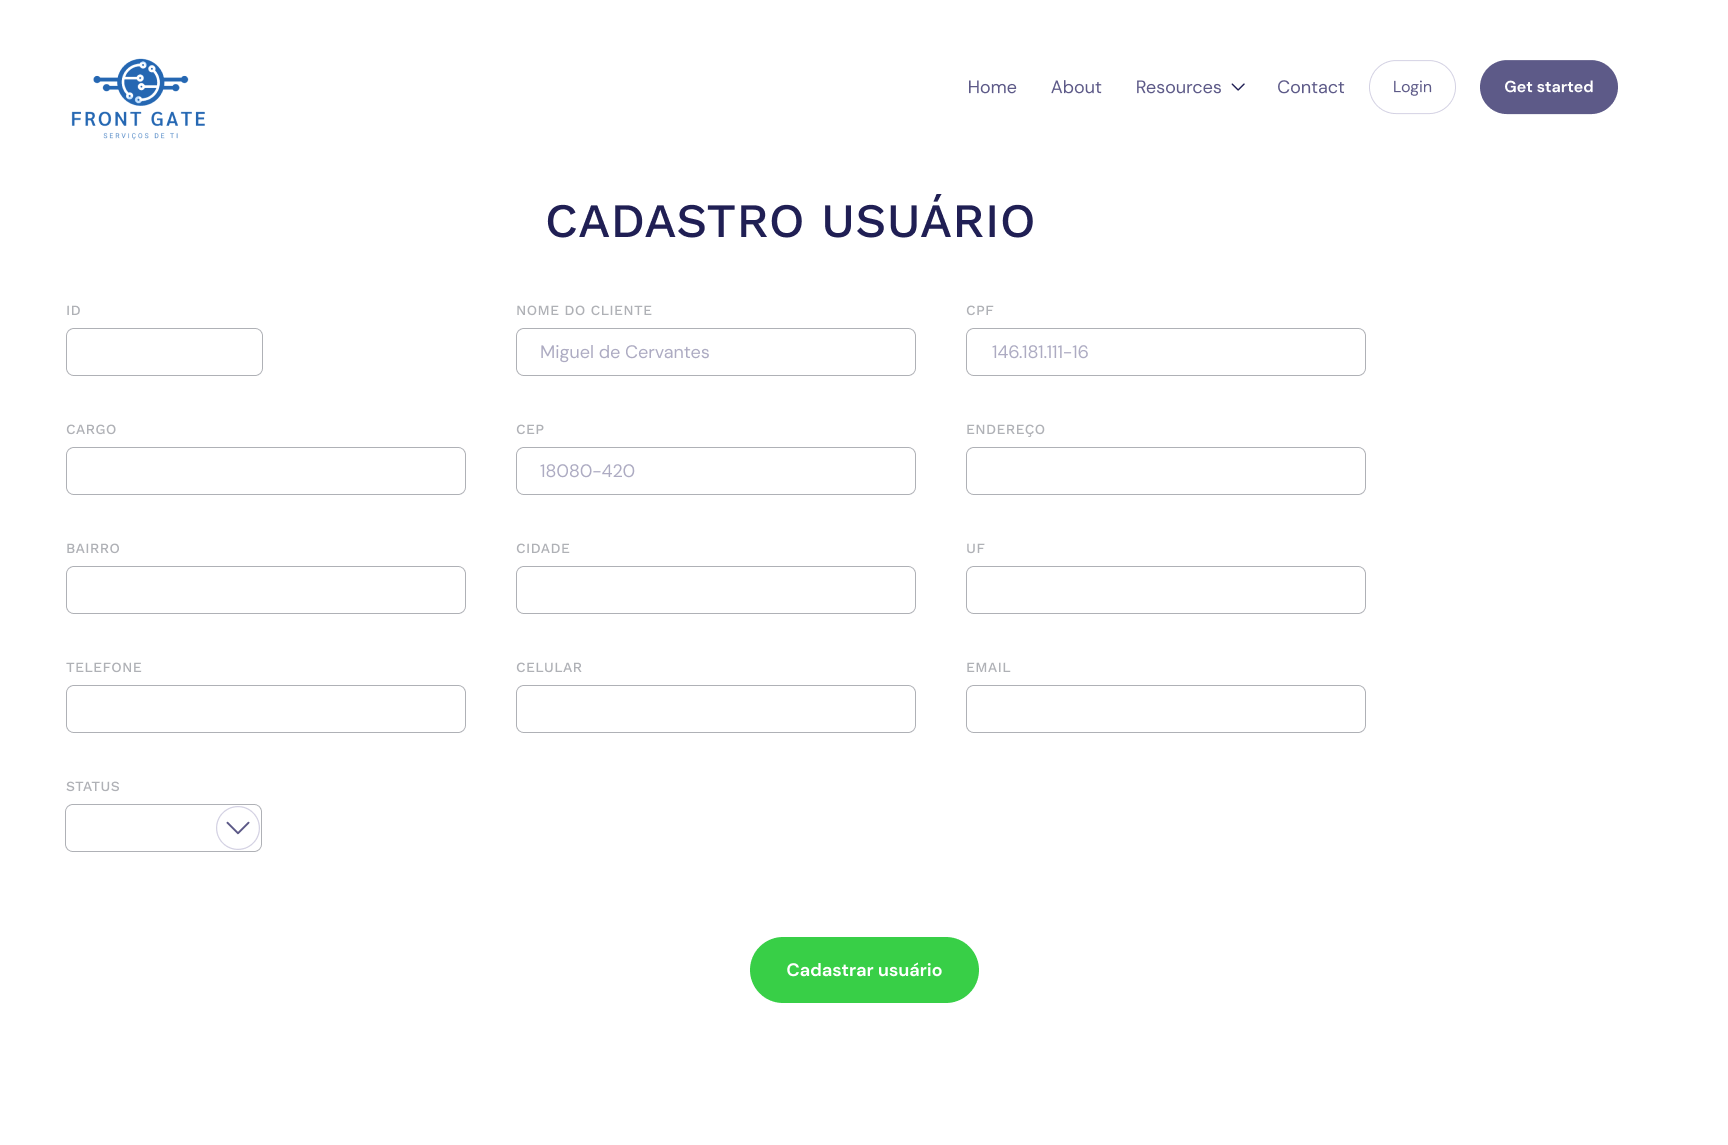 FRONT GATE
SERVIÇOS DE TI
Home About Resources Contact Login Get started
CADASTRO USUÁRIO
ID NOME DO CLIENTE CPF
Miguel de Cervantes 146.181.111-16
CARGO CEP ENDEREÇO
18080-420
BAIRRO CIDADE UF
TELEFONE CELULAR EMAIL
STATUS
Cadastrar usuário